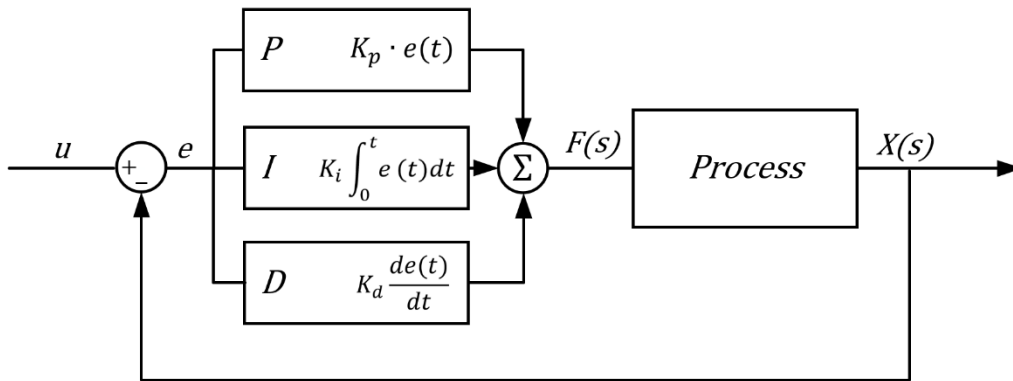 P K_p · e(t)
u
+
−
e
I K_i ∫_0^t e (t)dt
Σ
F(s)
Process
X(s)
D K_d de(t)/dt